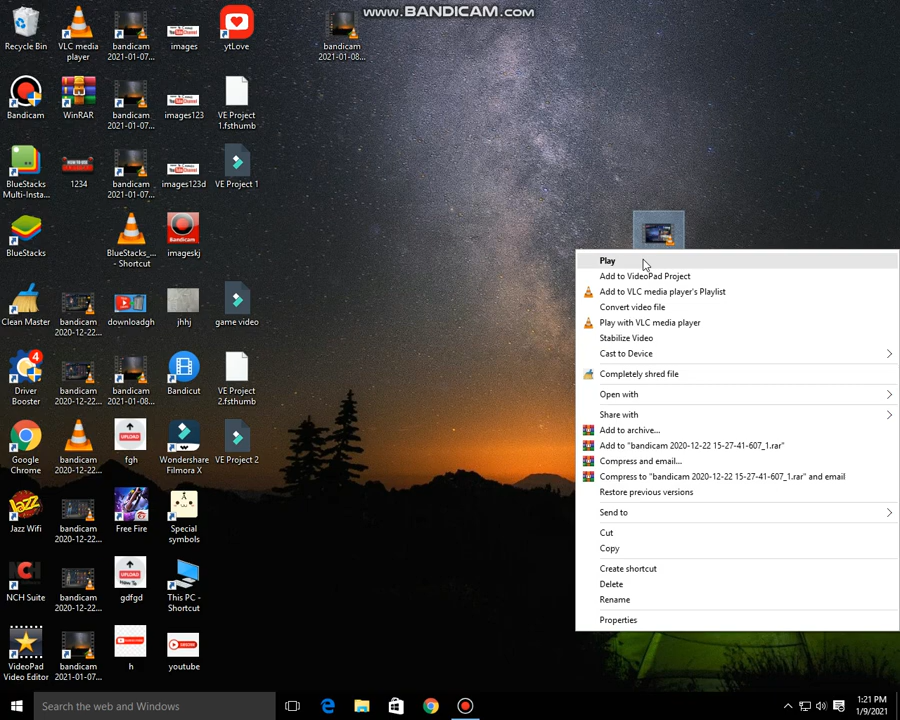 www.BANDICAM.com
Recycle Bin
VLC media
player
bandicam
2021-01-07...
images
ytLove
bandicam
2021-01-08...
Bandicam
WinRAR
bandicam
2021-01-07...
images123
VE Project
1.fsthumb
BlueStacks
Multi-Insta...
1234
bandicam
2021-01-07...
images123d
VE Project 1
BlueStacks
BlueStacks_...
- Shortcut
Bandicam
imageskj
Clean Master
bandicam
2020-12-22...
downloadgh
jhhj
game video
4
Driver
Booster
bandicam
2020-12-22...
bandicam
2021-01-08...
Bandicut
VE Project
2.fsthumb
Google
Chrome
bandicam
2020-12-22...
UPLOAD
fgh
Wondershare
Filmora X
VE Project 2
Jazz
Jazz Wifi
bandicam
2020-12-22...
Free Fire
Special
symbols
NCH Suite
bandicam
2020-12-22...
UPLOAD
gdfgd
This PC -
Shortcut
VideoPad
Video Editor
bandicam
2021-01-07...
h
youtube
Play
Add to VideoPad Project
Add to VLC media player's Playlist
Convert video file
Play with VLC media player
Stabilize Video
Cast to Device
Completely shred file
Open with
Share with
Add to archive...
Add to "bandicam 2020-12-22 15-27-41-607_1.rar"
Compress and email...
Compress to "bandicam 2020-12-22 15-27-41-607_1.rar" and email
Restore previous versions
Send to
Cut
Copy
Create shortcut
Delete
Rename
Properties
Search the web and Windows
1:21 PM
1/9/2021